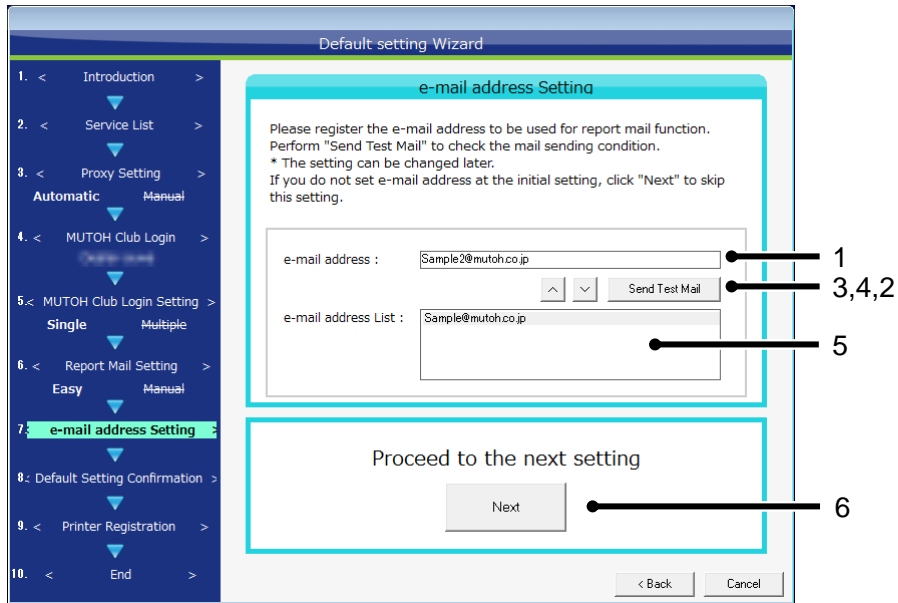 Default setting Wizard
1. < Introduction >
2. < Service List >
3. < Proxy Setting >
Automatic Manual
4. < MUTOH Club Login >
5.< MUTOH Club Login Setting >
Single Multiple
6. < Report Mail Setting >
Easy Manual
7.< e-mail address Setting >
8.< Default Setting Confirmation >
9. < Printer Registration >
10. < End >
e-mail address Setting
Please register the e-mail address to be used for report mail function.
Perform "Send Test Mail" to check the mail sending condition.
* The setting can be changed later.
If you do not set e-mail address at the initial setting, click "Next" to skip
this setting.
e-mail address : Sample2@mutoh.co.jp 1
Send Test Mail 3,4,2
e-mail address List : Sample@mutoh.co.jp
5
Proceed to the next setting
Next 6
< Back Cancel